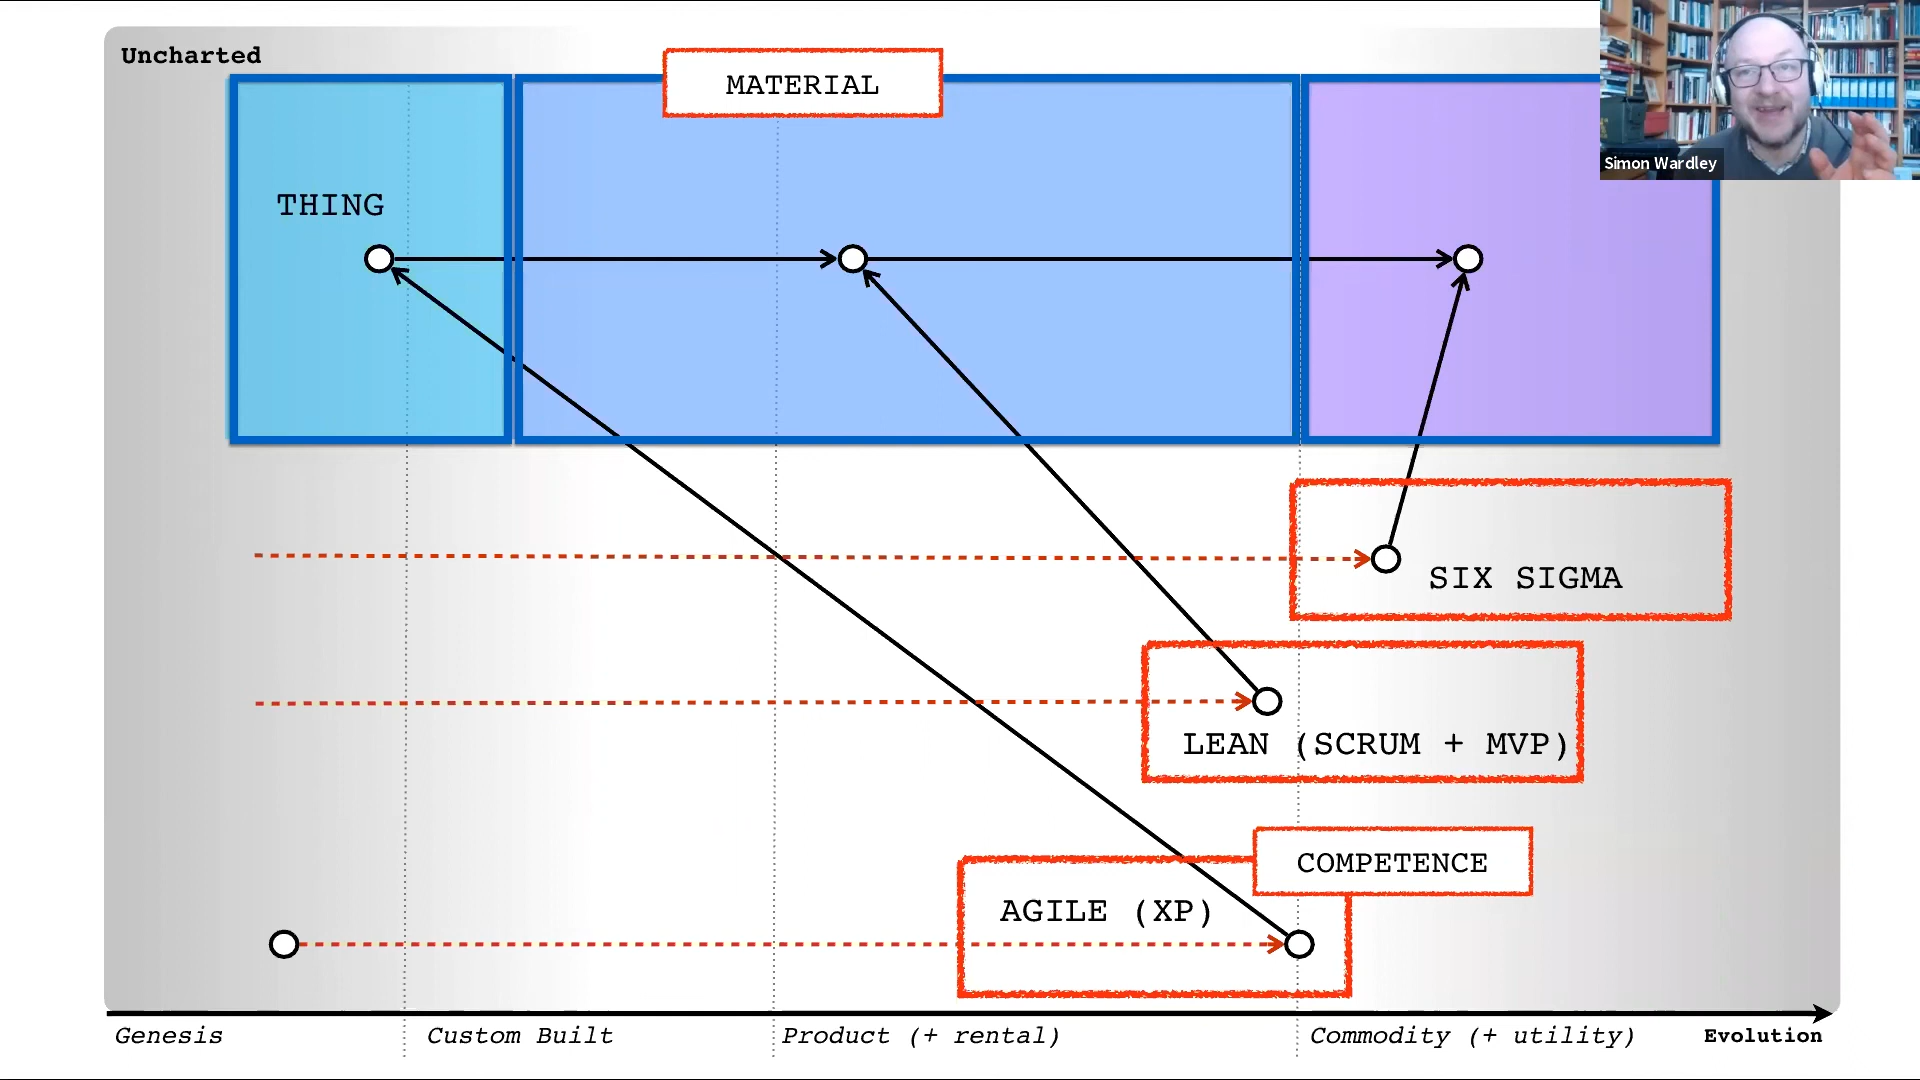 Uncharted
MATERIAL
Simon Wardley
THING
SIX SIGMA
LEAN (SCRUM + MVP)
COMPETENCE
AGILE (XP)
Genesis
Custom Built
Product (+ rental)
Commodity (+ utility)
Evolution